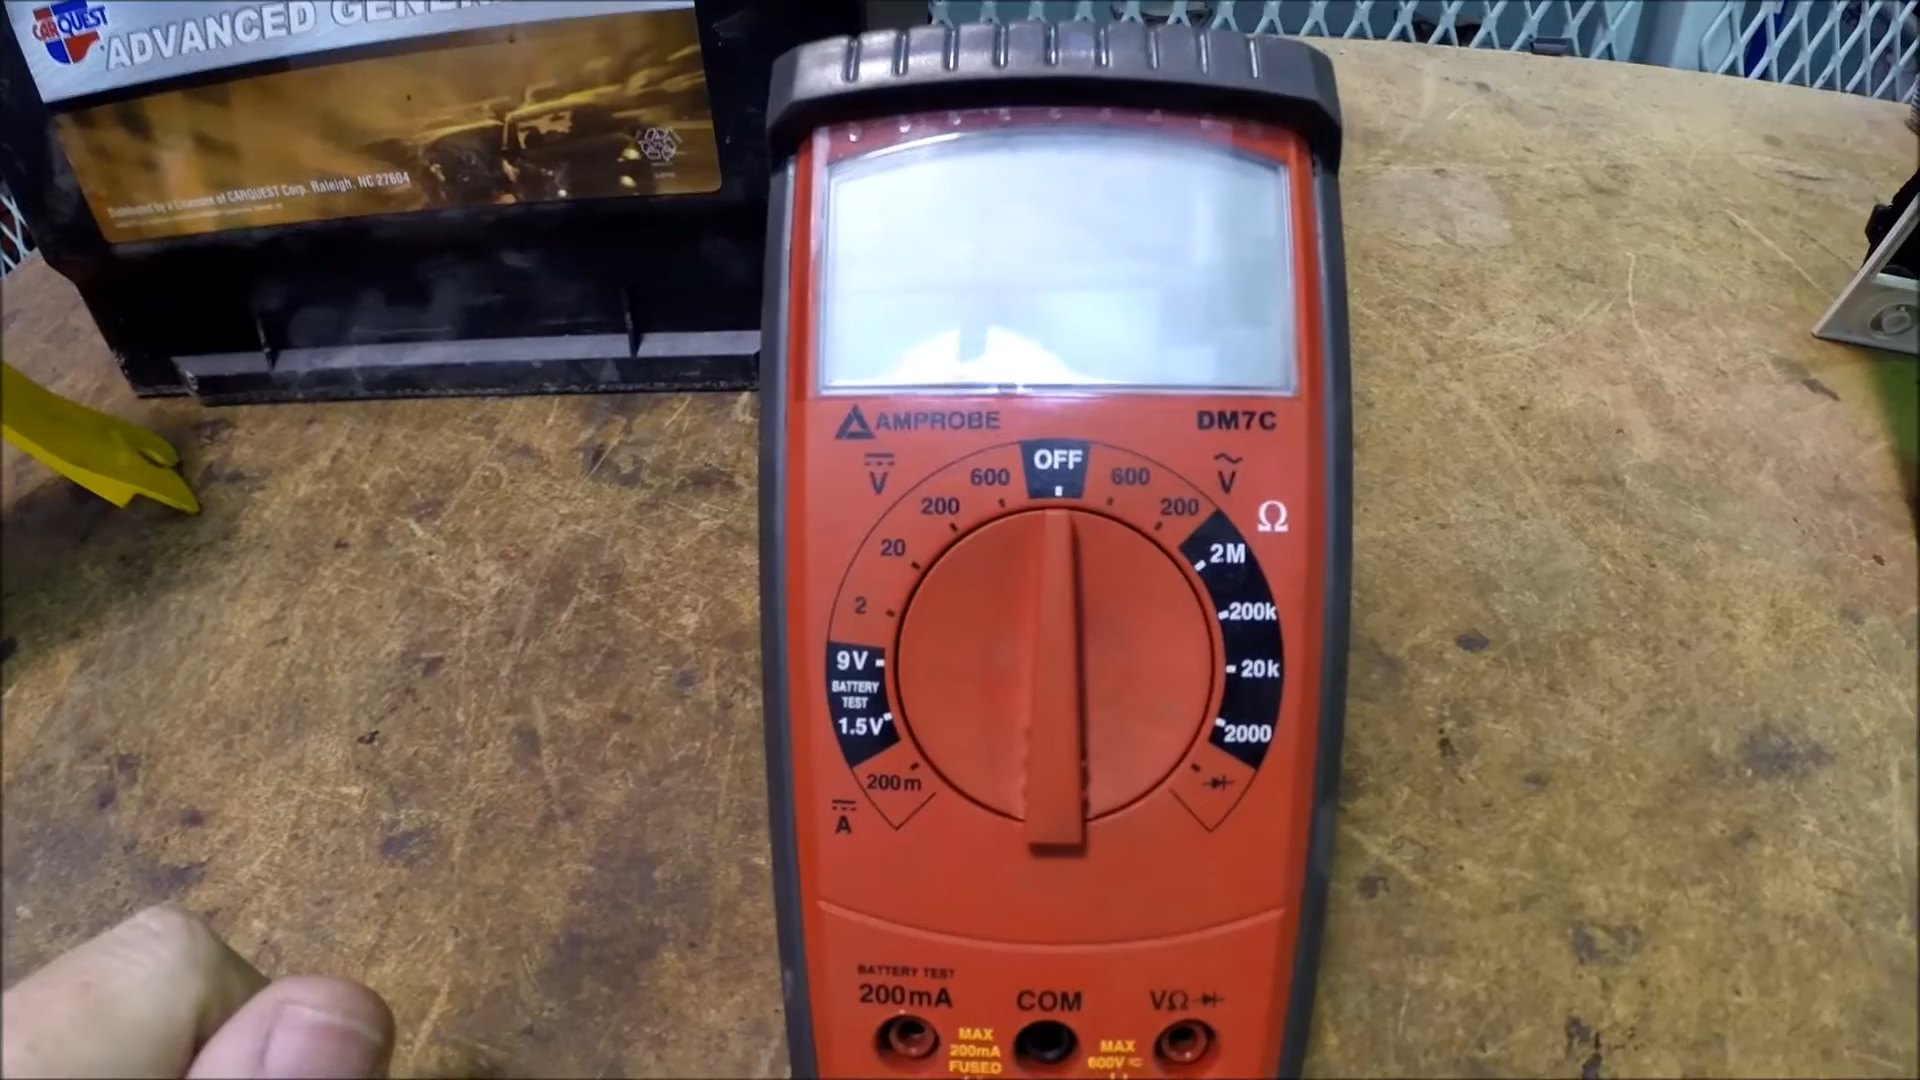 CARQUEST
ADVANCED
Distributed by a Licensee of CARQUEST Corp. Raleigh, NC 27604
AMPROBE
DM7C
V
600
OFF
600
V
200
200
Ω
20
2M
2
200k
9V
20k
BATTERY
TEST
1.5V
2000
200m
A
BATTERY TEST
200mA
COM
VΩ
MAX
200mA
FUSED
MAX
600V